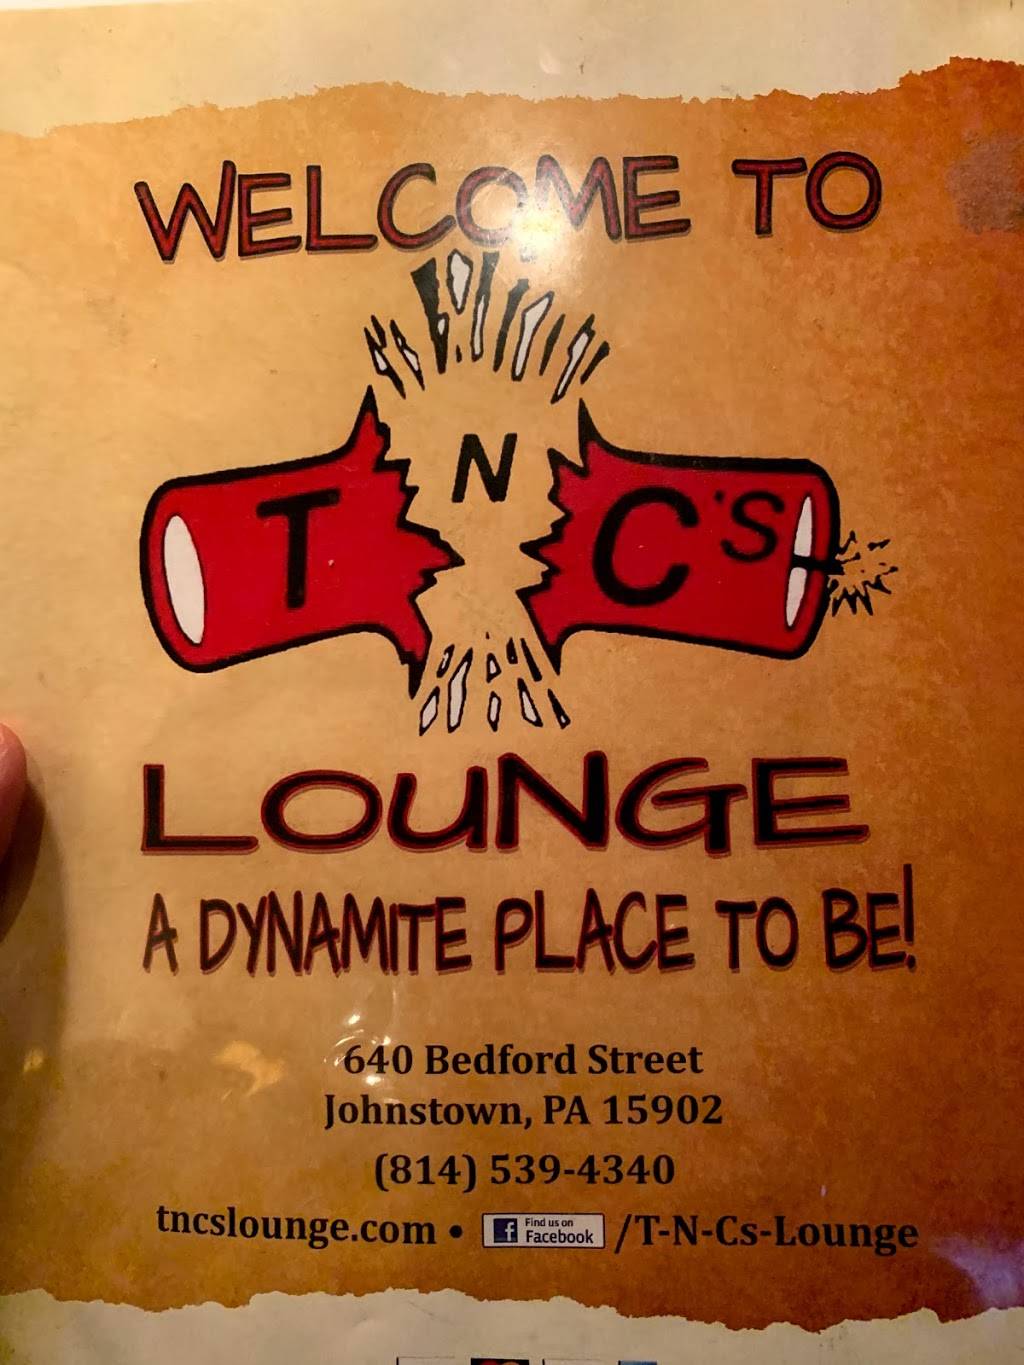 WELCOME TO
T N C'S
LOUNGE
A DYNAMITE PLACE TO BE!
640 Bedford Street
Johnstown, PA 15902
(814) 539-4340
tncslounge.com • f Find us on Facebook /T-N-Cs-Lounge